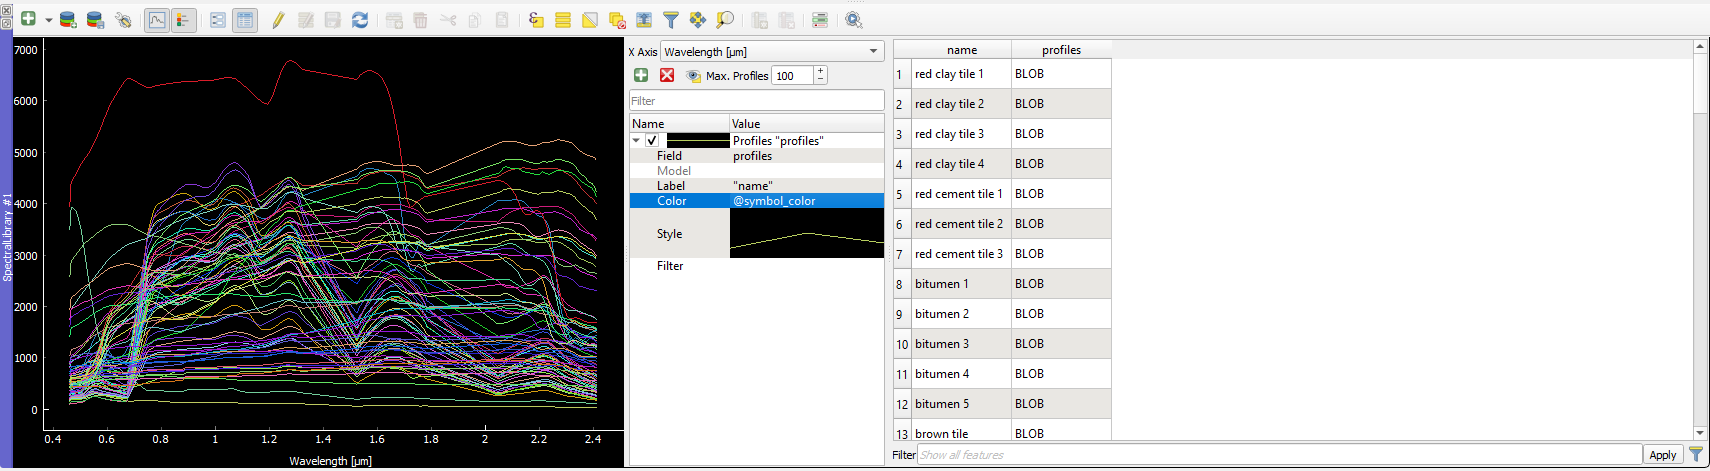 SpectralLibrary #1
7000
6000
5000
4000
3000
2000
1000
0
0.4 0.6 0.8 1 1.2 1.4 1.6 1.8 2 2.2 2.4
Wavelength [µm]
X Axis Wavelength [µm]
Max. Profiles 100
Filter
Name Value
Profiles "profiles"
Field profiles
Model
Label "name"
Color @symbol_color
Style
Filter
name profiles
1 red clay tile 1 BLOB
2 red clay tile 2 BLOB
3 red clay tile 3 BLOB
4 red clay tile 4 BLOB
5 red cement tile 1 BLOB
6 red cement tile 2 BLOB
7 red cement tile 3 BLOB
8 bitumen 1 BLOB
9 bitumen 2 BLOB
10 bitumen 3 BLOB
11 bitumen 4 BLOB
12 bitumen 5 BLOB
13 brown tile BLOB
Filter Show all features Apply